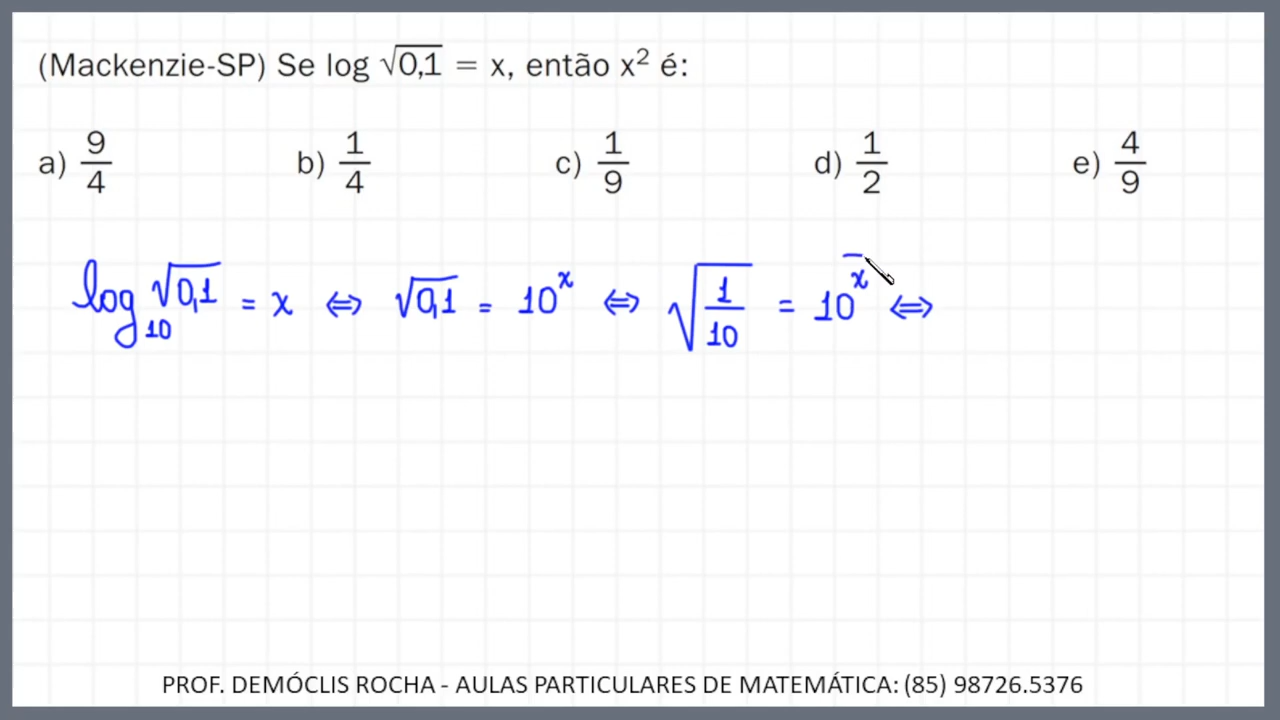 (Mackenzie-SP) Se log √0,1 = x, então x² é:
a) 9/4 b) 1/4 c) 1/9 d) 1/2 e) 4/9
log₁₀ √0,1 = x ⇔ √0,1 = 10ˣ ⇔ √(1/10) = 10ˣ ⇔
PROF. DEMÓCLIS ROCHA - AULAS PARTICULARES DE MATEMÁTICA: (85) 98726.5376